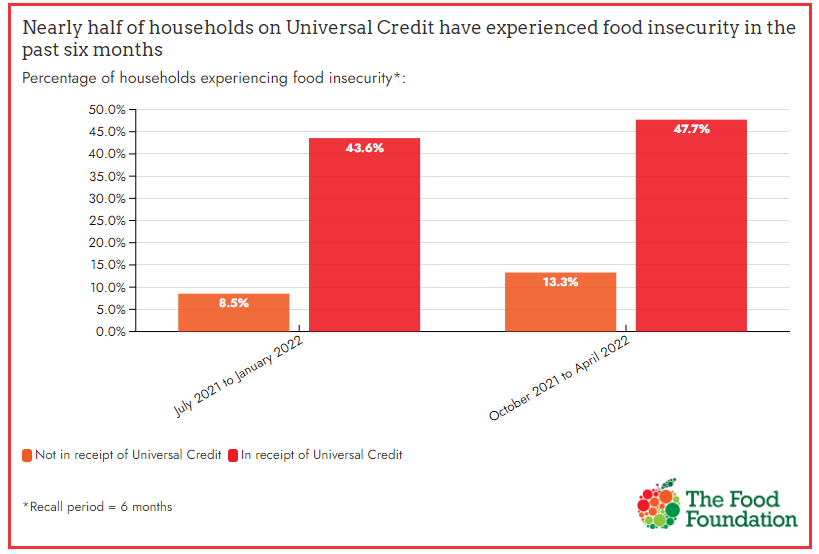 Nearly half of households on Universal Credit have experienced food insecurity in the
past six months
Percentage of households experiencing food insecurity*:
50.0%
45.0%
40.0%
35.0%
30.0%
25.0%
20.0%
15.0%
10.0%
5.0%
0.0%
8.5%
43.6%
13.3%
47.7%
July 2021 to January 2022
October 2021 to April 2022
Not in receipt of Universal Credit
In receipt of Universal Credit
*Recall period = 6 months
The Food
Foundation